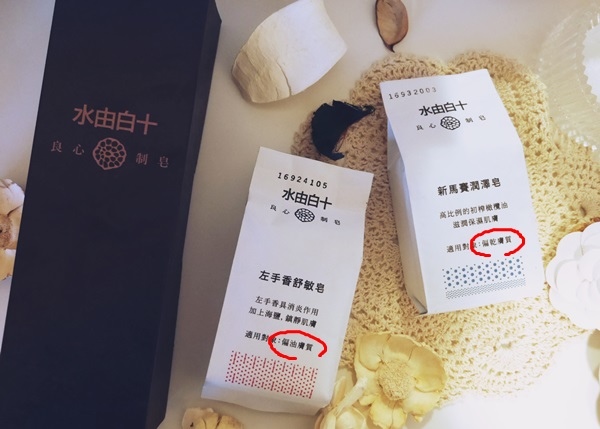 水由白十
良心 制皂
16924105
水由白十
良心 制皂
左手香舒敏皂
左手香具消炎作用
加上海鹽、鎮靜肌膚
適用對象：偏油膚質
16932003
水由白十
良心 制皂
新馬賽潤澤皂
高比例的初榨橄欖油
滋潤保濕肌膚
適用對象：偏乾膚質